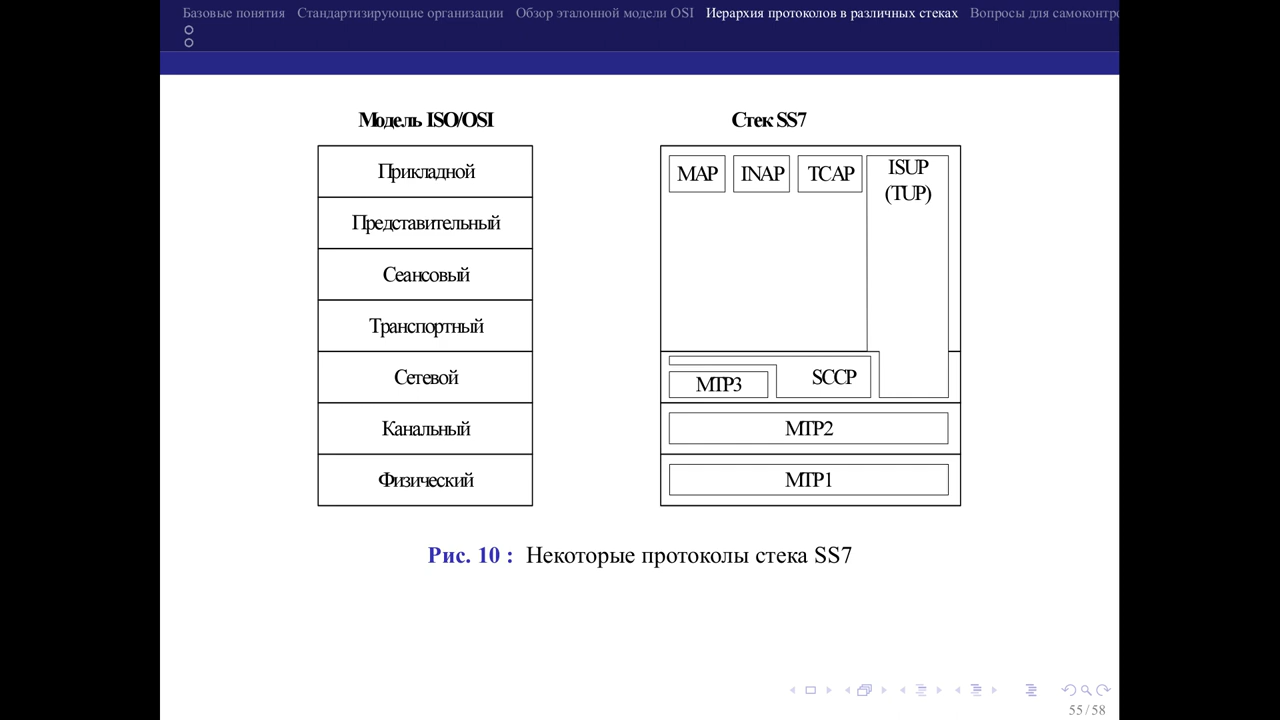 Базовые понятия Стандартизирующие организации Обзор эталонной модели OSI Иерархия протоколов в различных стеках Вопросы для самоконтро
Модель ISO/OSI
Прикладной
Представительный
Сеансовый
Транспортный
Сетевой
Канальный
Физический
Стек SS7
MAP INAP TCAP ISUP
(TUP)
MTP3 SCCP
MTP2
MTP1
Рис. 10 : Некоторые протоколы стека SS7
55 / 58